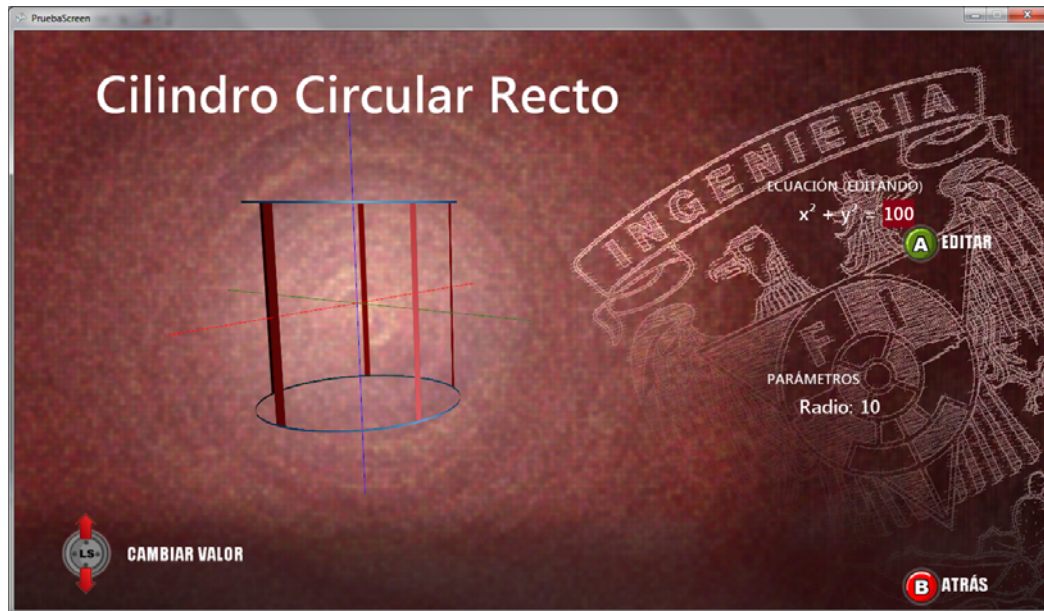 PruebaScreen
Cilindro Circular Recto
INGENIERIA
ECUACIÓN (EDITANDO)
x² + y² = 100
A EDITAR
F I
PARÁMETROS
Radio: 10
LS CAMBIAR VALOR
B ATRÁS